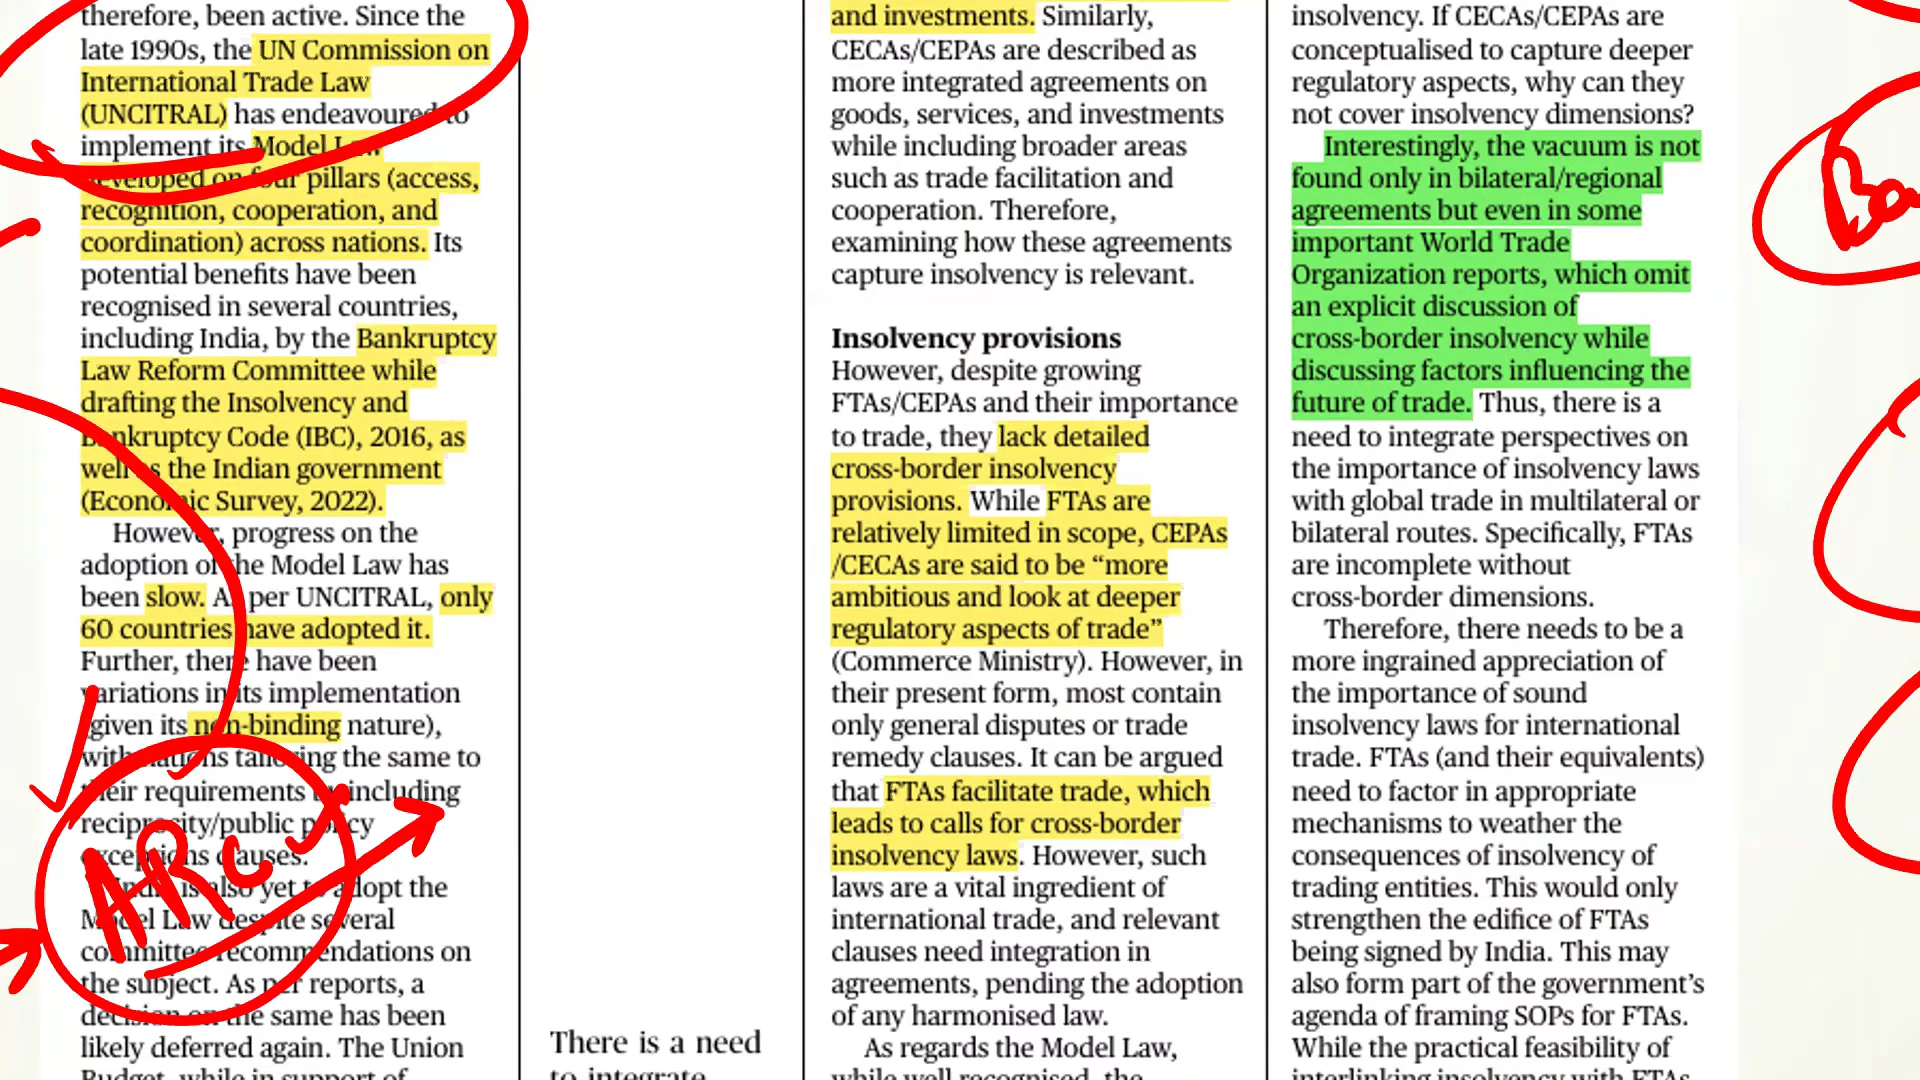 therefore, been active. Since the
late 1990s, the UN Commission on
International Trade Law
(UNCITRAL) has endeavoured to
implement its Model Law
developed on four pillars (access,
recognition, cooperation, and
coordination) across nations. Its
potential benefits have been
recognised in several countries,
including India, by the Bankruptcy
Law Reform Committee while
drafting the Insolvency and
Bankruptcy Code (IBC), 2016, as
well as the Indian government
(Economic Survey, 2022).
However, progress on the
adoption of the Model Law has
been slow. As per UNCITRAL, only
60 countries have adopted it.
Further, there have been
variations in its implementation
(given its non-binding nature),
with nations tailoring the same to
their requirements by including
reciprocity/public policy
exceptions clauses.
India is also yet to adopt the
Model Law despite several
committee recommendations on
the subject. As per reports, a
decision on the same has been
likely deferred again. The Union
Budget, while in support of
ARC
There is a need
to integrate
and investments. Similarly,
CECAs/CEPAs are described as
more integrated agreements on
goods, services, and investments
while including broader areas
such as trade facilitation and
cooperation. Therefore,
examining how these agreements
capture insolvency is relevant.
Insolvency provisions
However, despite growing
FTAs/CEPAs and their importance
to trade, they lack detailed
cross-border insolvency
provisions. While FTAs are
relatively limited in scope, CEPAs
/CECAs are said to be “more
ambitious and look at deeper
regulatory aspects of trade”
(Commerce Ministry). However, in
their present form, most contain
only general disputes or trade
remedy clauses. It can be argued
that FTAs facilitate trade, which
leads to calls for cross-border
insolvency laws. However, such
laws are a vital ingredient of
international trade, and relevant
clauses need integration in
agreements, pending the adoption
of any harmonised law.
As regards the Model Law,
while well recognised, the
insolvency. If CECAs/CEPAs are
conceptualised to capture deeper
regulatory aspects, why can they
not cover insolvency dimensions?
Interestingly, the vacuum is not
found only in bilateral/regional
agreements but even in some
important World Trade
Organization reports, which omit
an explicit discussion of
cross-border insolvency while
discussing factors influencing the
future of trade. Thus, there is a
need to integrate perspectives on
the importance of insolvency laws
with global trade in multilateral or
bilateral routes. Specifically, FTAs
are incomplete without
cross-border dimensions.
Therefore, there needs to be a
more ingrained appreciation of
the importance of sound
insolvency laws for international
trade. FTAs (and their equivalents)
need to factor in appropriate
mechanisms to weather the
consequences of insolvency of
trading entities. This would only
strengthen the edifice of FTAs
being signed by India. This may
also form part of the government’s
agenda of framing SOPs for FTAs.
While the practical feasibility of
interlinking insolvency with FTAs